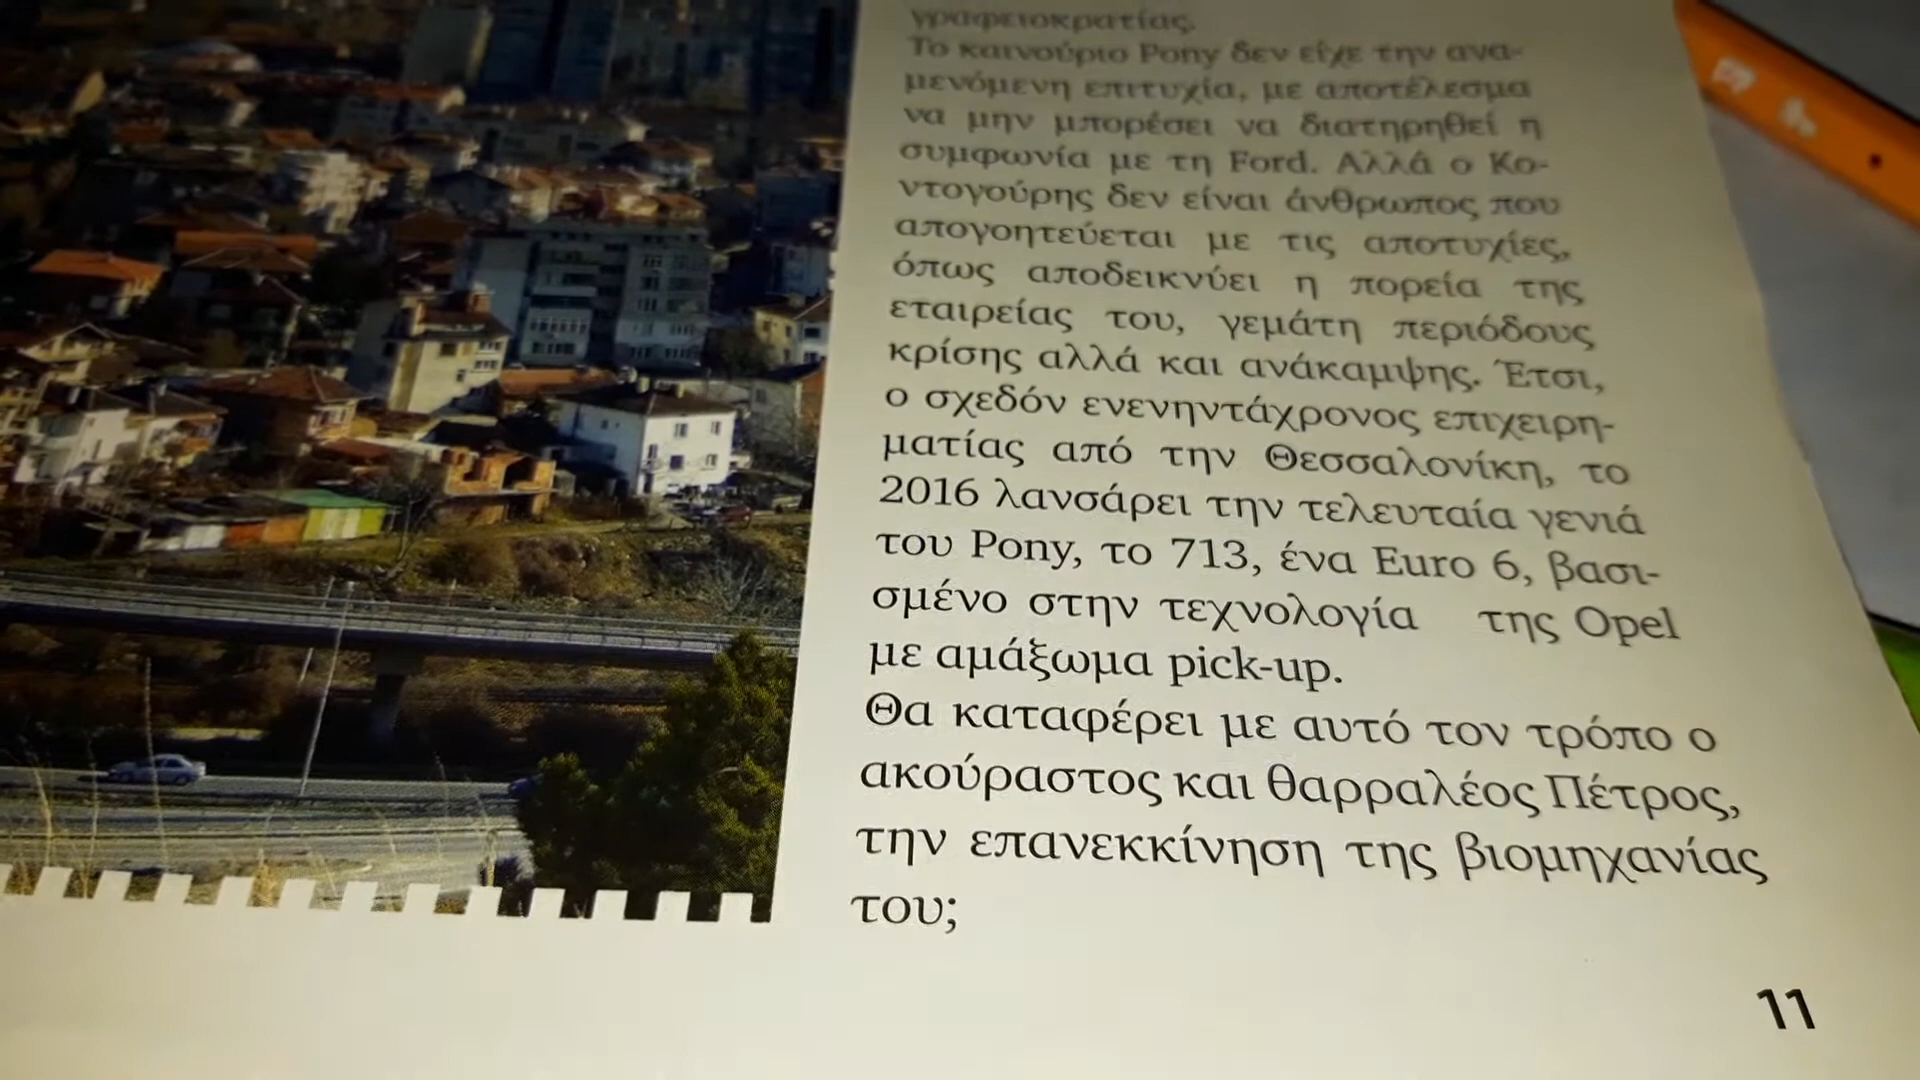 γραφειοκρατίας.
Το καινούριο Pony δεν είχε την ανα-
μενόμενη επιτυχία, με αποτέλεσμα
να μην μπορέσει να διατηρηθεί η
συμφωνία με τη Ford. Αλλά ο Κο-
ντογούρης δεν είναι άνθρωπος που
απογοητεύεται με τις αποτυχίες,
όπως αποδεικνύει η πορεία της
εταιρείας του, γεμάτη περιόδους
κρίσης αλλά και ανάκαμψης. Έτσι,
ο σχεδόν ενενηντάχρονος επιχειρη-
ματίας από την Θεσσαλονίκη, το
2016 λανσάρει την τελευταία γενιά
του Pony, το 713, ένα Euro 6, βασι-
σμένο στην τεχνολογία της Opel
με αμάξωμα pick-up.
Θα καταφέρει με αυτό τον τρόπο ο
ακούραστος και θαρραλέος Πέτρος,
την επανεκκίνηση της βιομηχανίας
του;
11